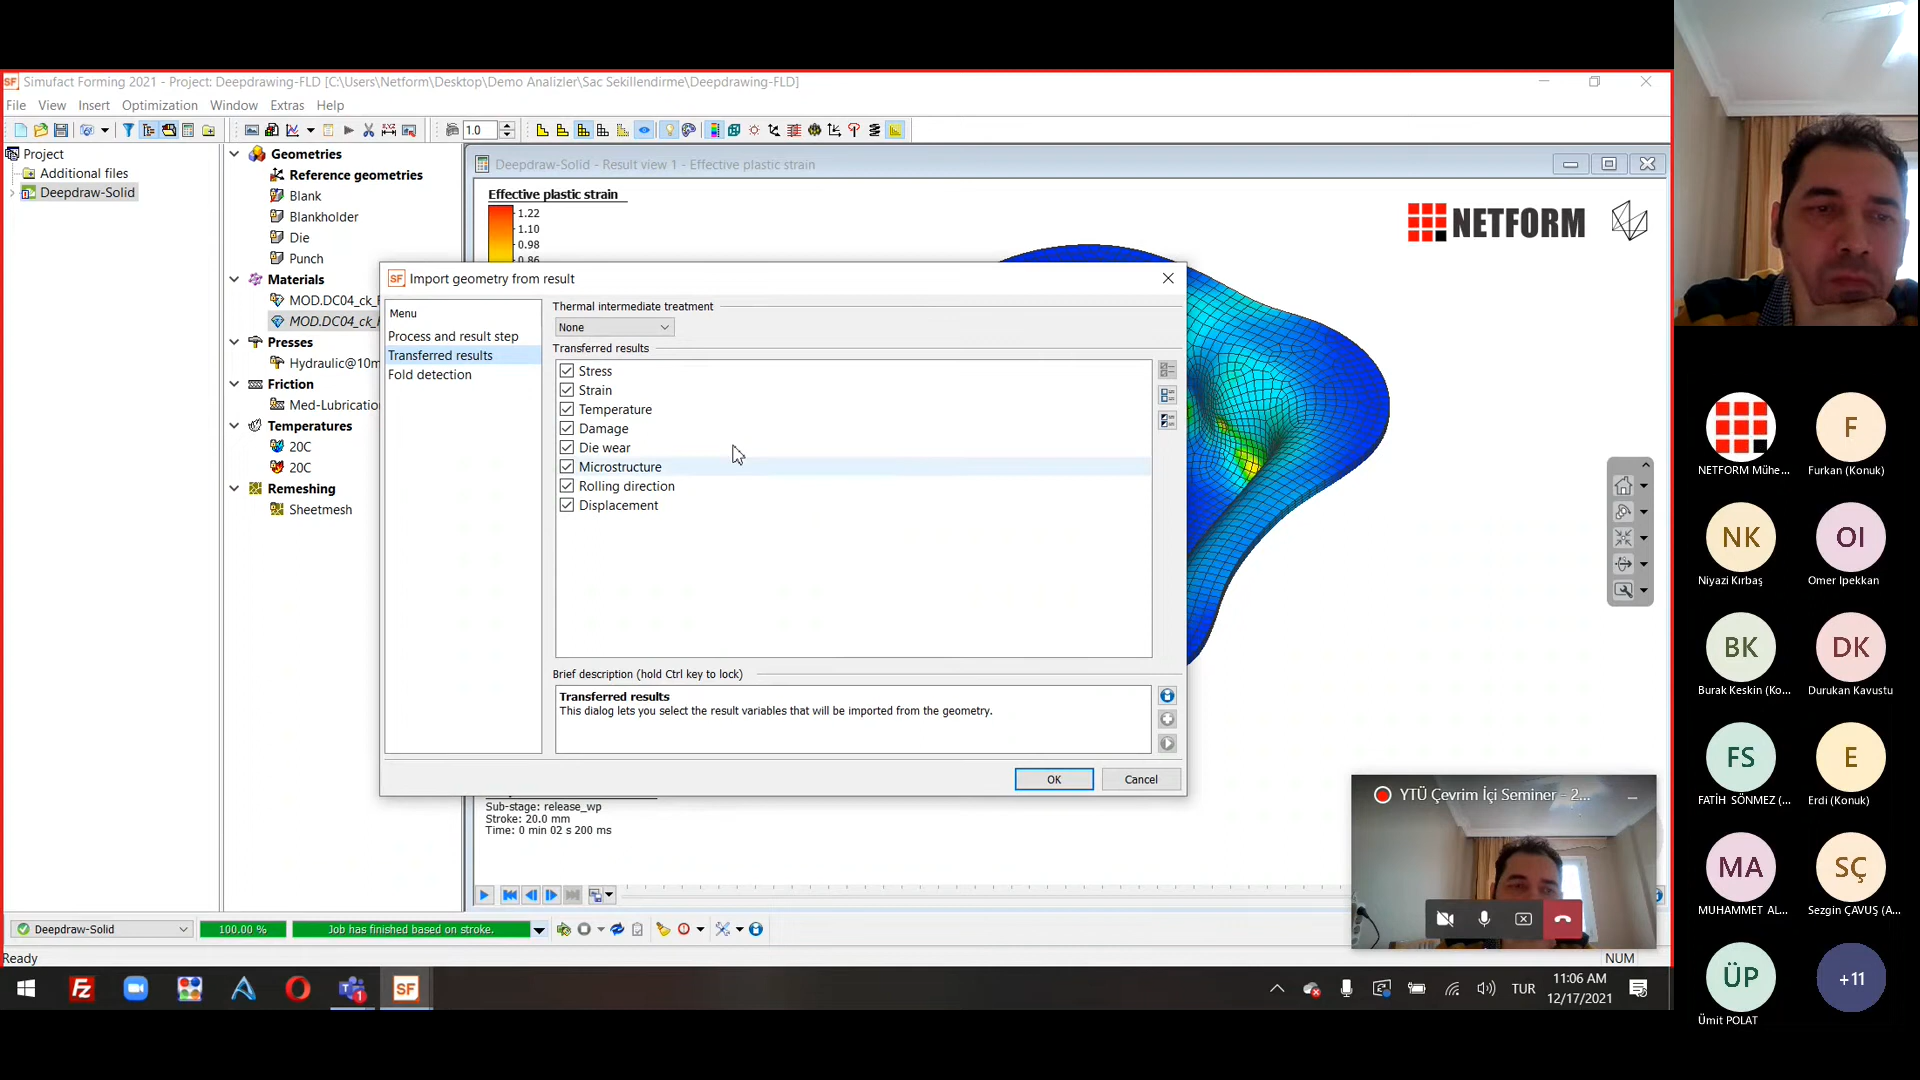 SF Simufact Forming 2021 - Project: Deepdrawing-FLD [C:\Users\Netform\Desktop\Demo Analizler\Sac Sekillendirme\Deepdrawing-FLD]
File View Insert Optimization Window Extras Help
1.0
Project
Additional files
Deepdraw-Solid
Geometries
Reference geometries
Blank
Blankholder
Die
Punch
Materials
MOD.DC04_ck_
MOD.DC04_ck_
Presses
Hydraulic@10m
Friction
Med-Lubricatio
Temperatures
20C
20C
Remeshing
Sheetmesh
Deepdraw-Solid - Result view 1 - Effective plastic strain
Effective plastic strain
1.22
1.10
0.98
0.86
NETFORM
SF Import geometry from result
Menu
Process and result step
Transferred results
Fold detection
Thermal intermediate treatment
None
Transferred results
Stress
Strain
Temperature
Damage
Die wear
Microstructure
Rolling direction
Displacement
Brief description (hold Ctrl key to lock)
Transferred results
This dialog lets you select the result variables that will be imported from the geometry.
OK
Cancel
Sub-stage: release_wp
Stroke: 20.0 mm
Time: 0 min 02 s 200 ms
YTÜ Çevrim İçi Seminer - 2...
Deepdraw-Solid
100.00 %
Job has finished based on stroke.
Ready
NUM
Fz
1
SF
TUR
11:06 AM
12/17/2021
NETFORM Mühe...
F
Furkan (Konuk)
NK
Niyazi Kırbaş
OI
Omer Ipekkan
BK
Burak Keskin (Ko...
DK
Durukan Kavustu
FS
FATİH SÖNMEZ (...
E
Erdi (Konuk)
MA
MUHAMMET AL...
SÇ
Sezgin ÇAVUŞ (A...
ÜP
Ümit POLAT
+11